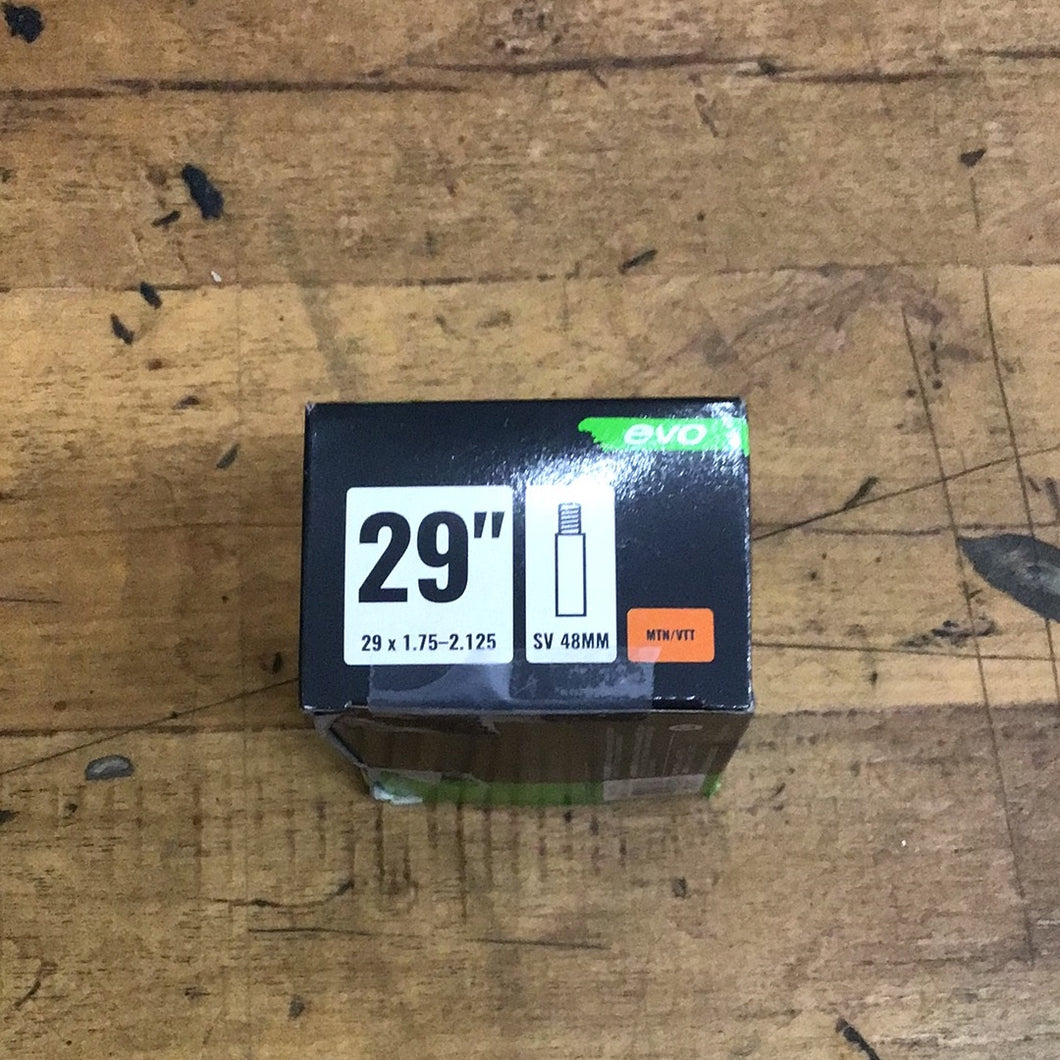 evo
29"
29 x 1.75–2.125
SV 48MM
MTN/VTT